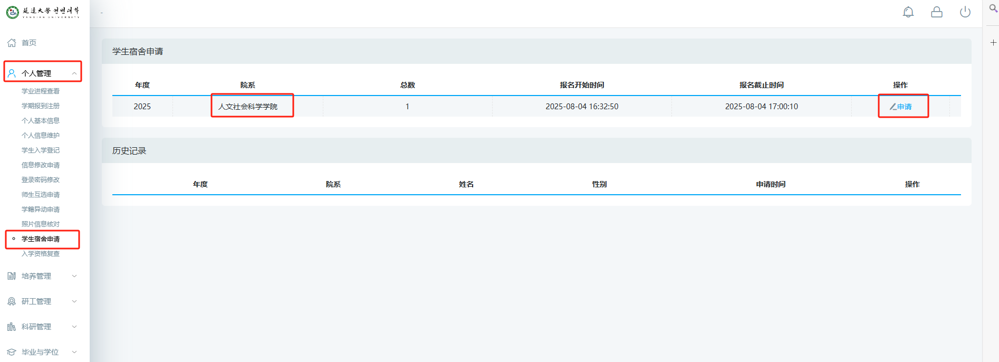 延邊大學 연변대학
YANBIAN UNIVERSITY
-
首页
个人管理
学业进程查看
学期报到注册
个人基本信息
个人信息维护
学生入学登记
信息修改申请
登录密码修改
师生互选申请
学籍异动申请
照片信息核对
学生宿舍申请
入学资格复查
培养管理
研工管理
科研管理
毕业与学位
学生宿舍申请
年度 院系 总数 报名开始时间 报名截止时间 操作
2025 人文社会科学学院 1 2025-08-04 16:32:50 2025-08-04 17:00:10 申请
历史记录
年度 院系 姓名 性别 申请时间 操作